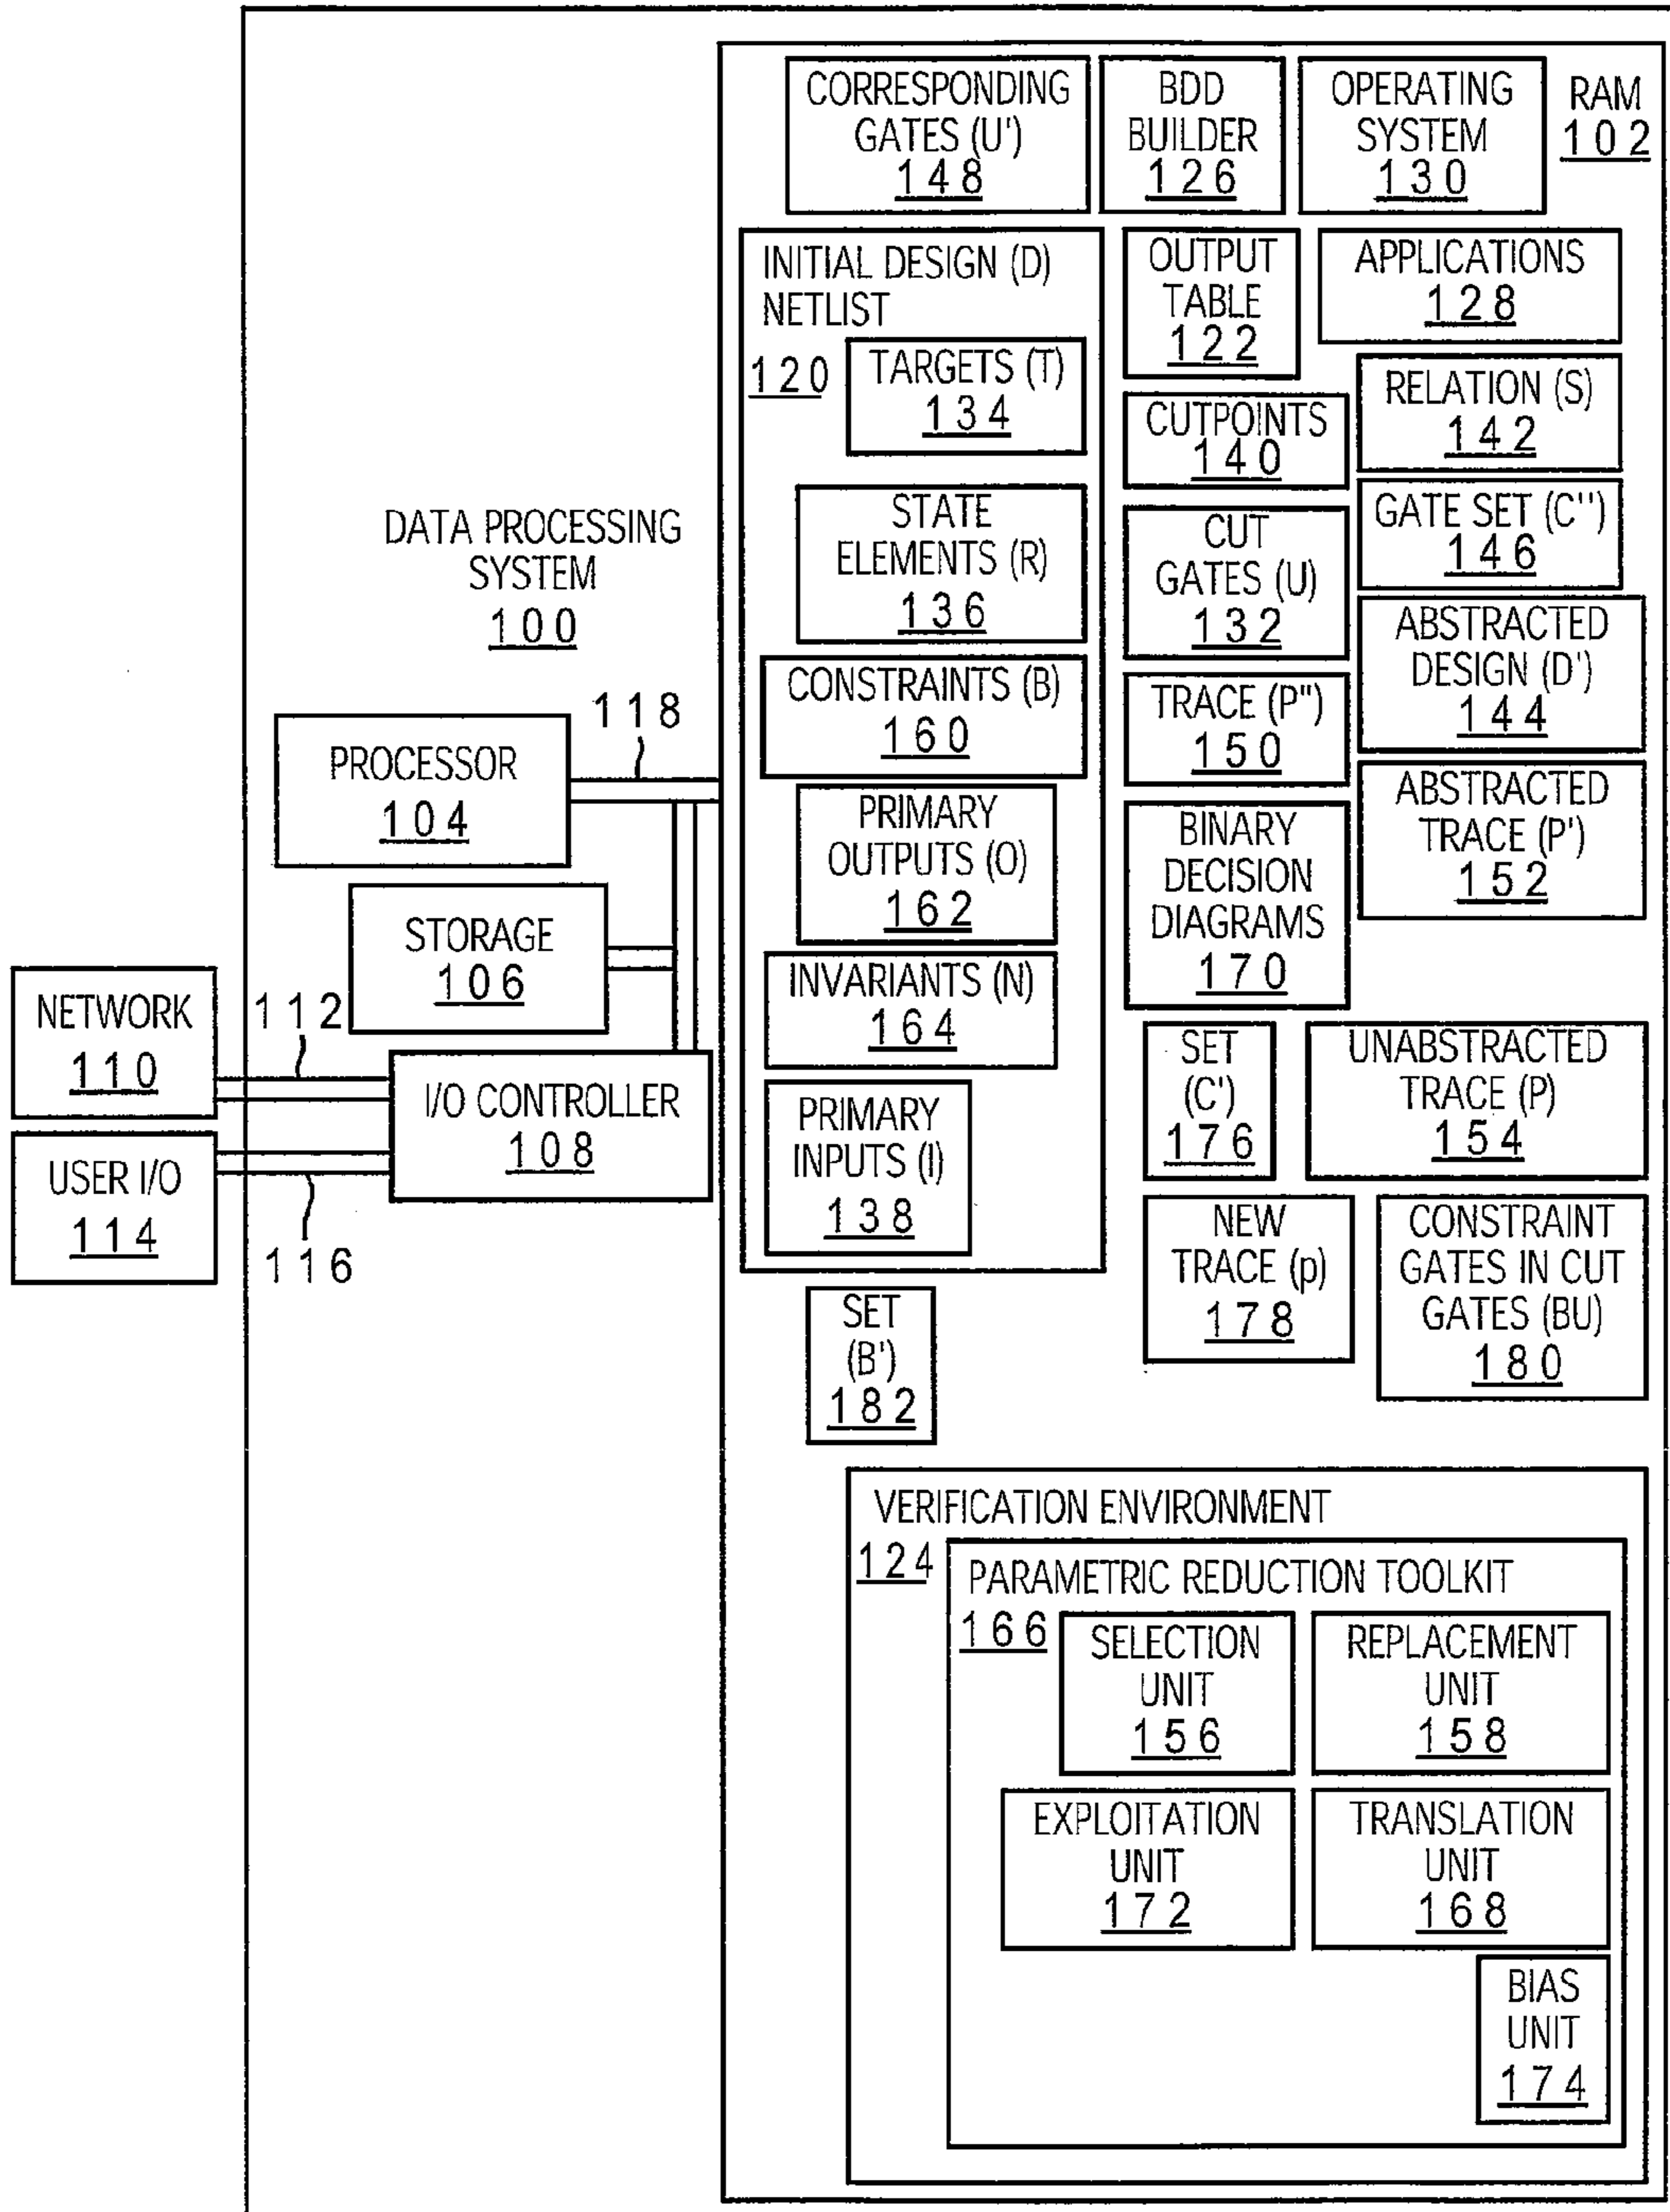 CORRESPONDING
GATES (U')
148
BDD
BUILDER
126
OPERATING
SYSTEM
130
RAM
102
INITIAL DESIGN (D)
NETLIST
120
TARGETS (T)
134
STATE
ELEMENTS (R)
136
CONSTRAINTS (B)
160
PRIMARY
OUTPUTS (O)
162
INVARIANTS (N)
164
PRIMARY
INPUTS (I)
138
OUTPUT
TABLE
122
APPLICATIONS
128
CUTPOINTS
140
RELATION (S)
142
GATE SET (C'')
146
CUT
GATES (U)
132
ABSTRACTED
DESIGN (D')
144
TRACE (P")
150
ABSTRACTED
TRACE (P')
152
BINARY
DECISION
DIAGRAMS
170
SET
(C')
176
UNABSTRACTED
TRACE (P)
154
NEW
TRACE (p)
178
CONSTRAINT
GATES IN CUT
GATES (BU)
180
SET
(B')
182
DATA PROCESSING
SYSTEM
100
118
PROCESSOR
104
STORAGE
106
NETWORK
110
112
I/O CONTROLLER
108
USER I/O
114
116
VERIFICATION ENVIRONMENT
124
PARAMETRIC REDUCTION TOOLKIT
166
SELECTION
UNIT
156
REPLACEMENT
UNIT
158
EXPLOITATION
UNIT
172
TRANSLATION
UNIT
168
BIAS
UNIT
174